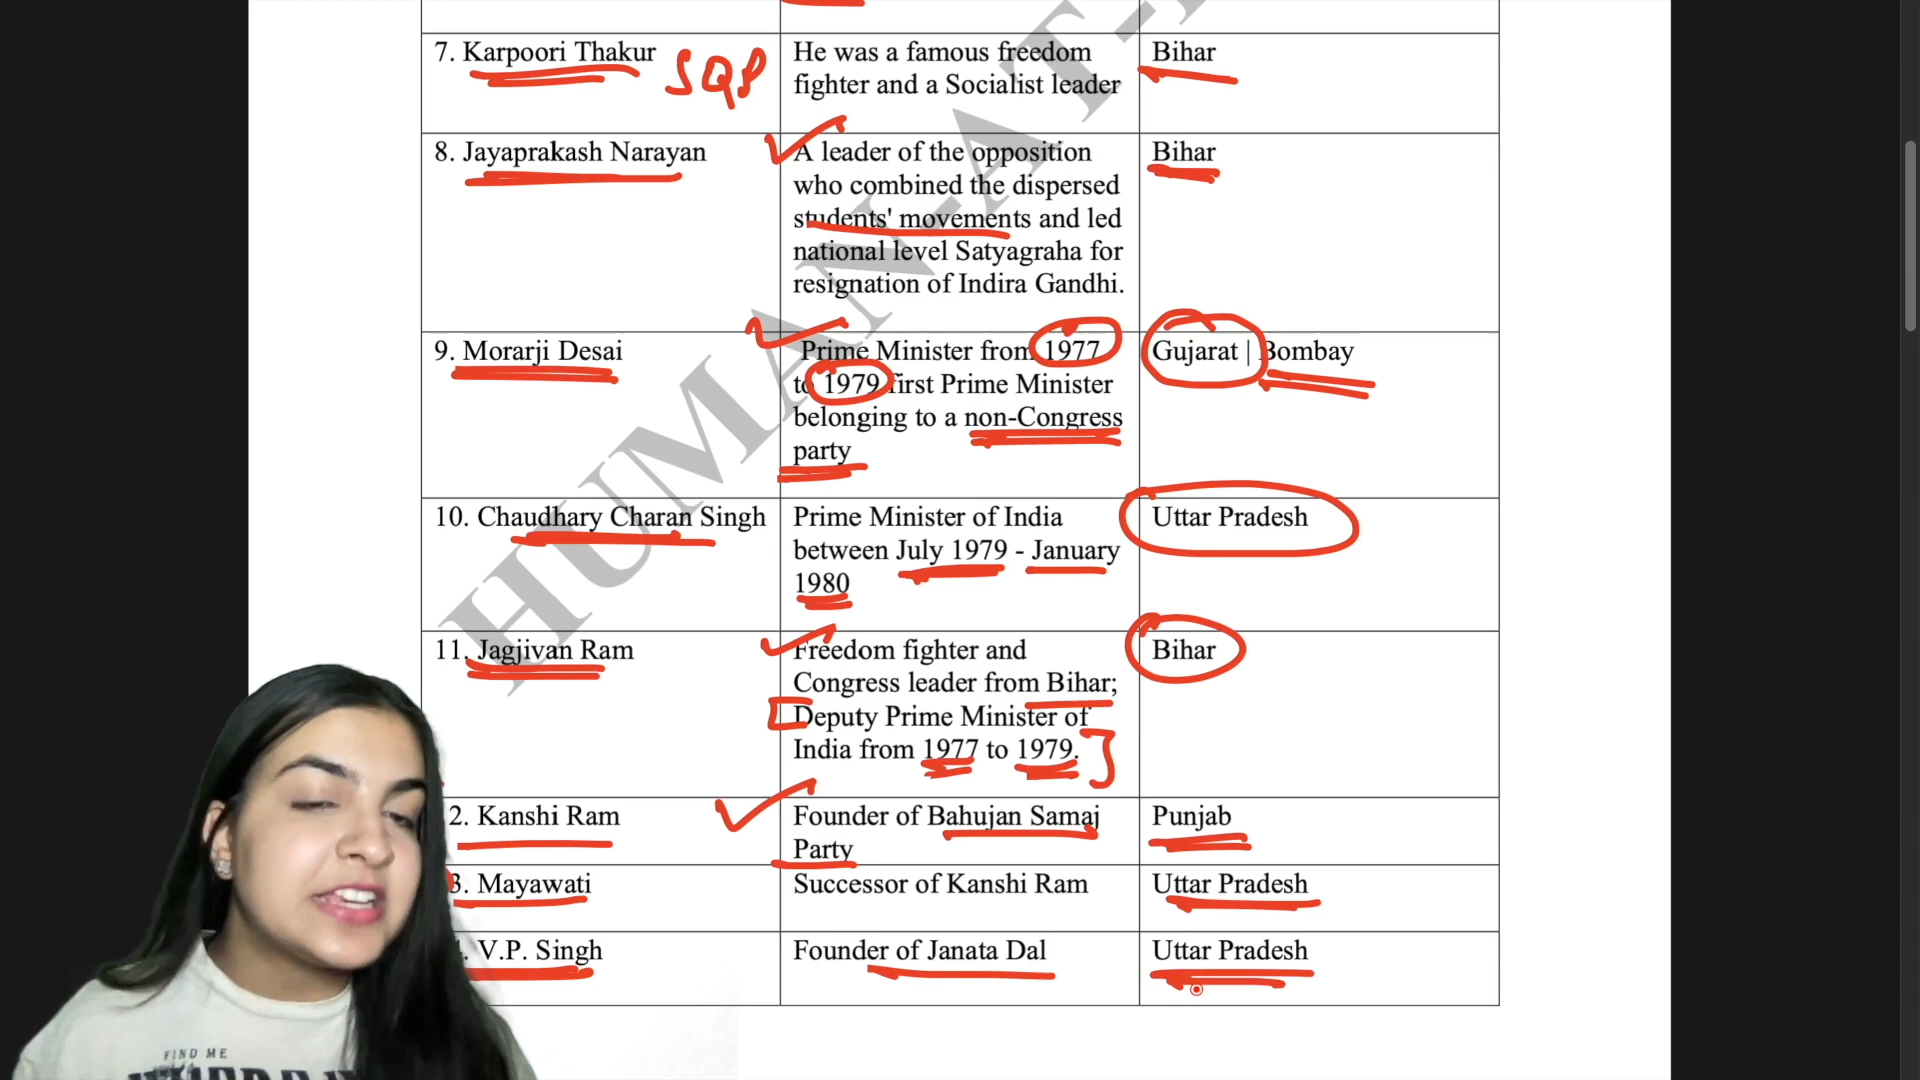 7. Karpoori Thakur
SQP
He was a famous freedom
fighter and a Socialist leader
Bihar
8. Jayaprakash Narayan
A leader of the opposition
who combined the dispersed
students' movements and led
national level Satyagraha for
resignation of Indira Gandhi.
Bihar
9. Morarji Desai
Prime Minister from 1977
to 1979 first Prime Minister
belonging to a non-Congress
party
Gujarat | Bombay
10. Chaudhary Charan Singh
Prime Minister of India
between July 1979 - January
1980
Uttar Pradesh
11. Jagjivan Ram
Freedom fighter and
Congress leader from Bihar;
Deputy Prime Minister of
India from 1977 to 1979.
Bihar
2. Kanshi Ram
Founder of Bahujan Samaj
Party
Punjab
3. Mayawati
Successor of Kanshi Ram
Uttar Pradesh
. V.P. Singh
Founder of Janata Dal
Uttar Pradesh
HUMAN-AT-
FIND ME